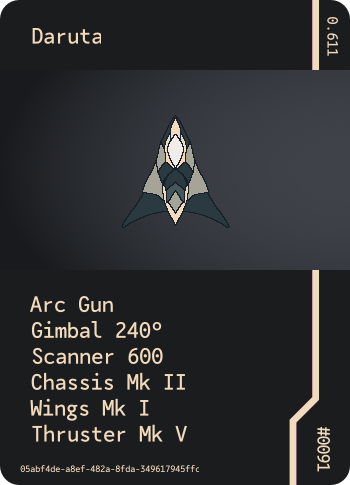 Daruta
0.611
Arc Gun
Gimbal 240°
Scanner 600
Chassis Mk II
Wings Mk I
Thruster Mk V
#0091
05abf4de-a8ef-482a-8fda-349617945ffc